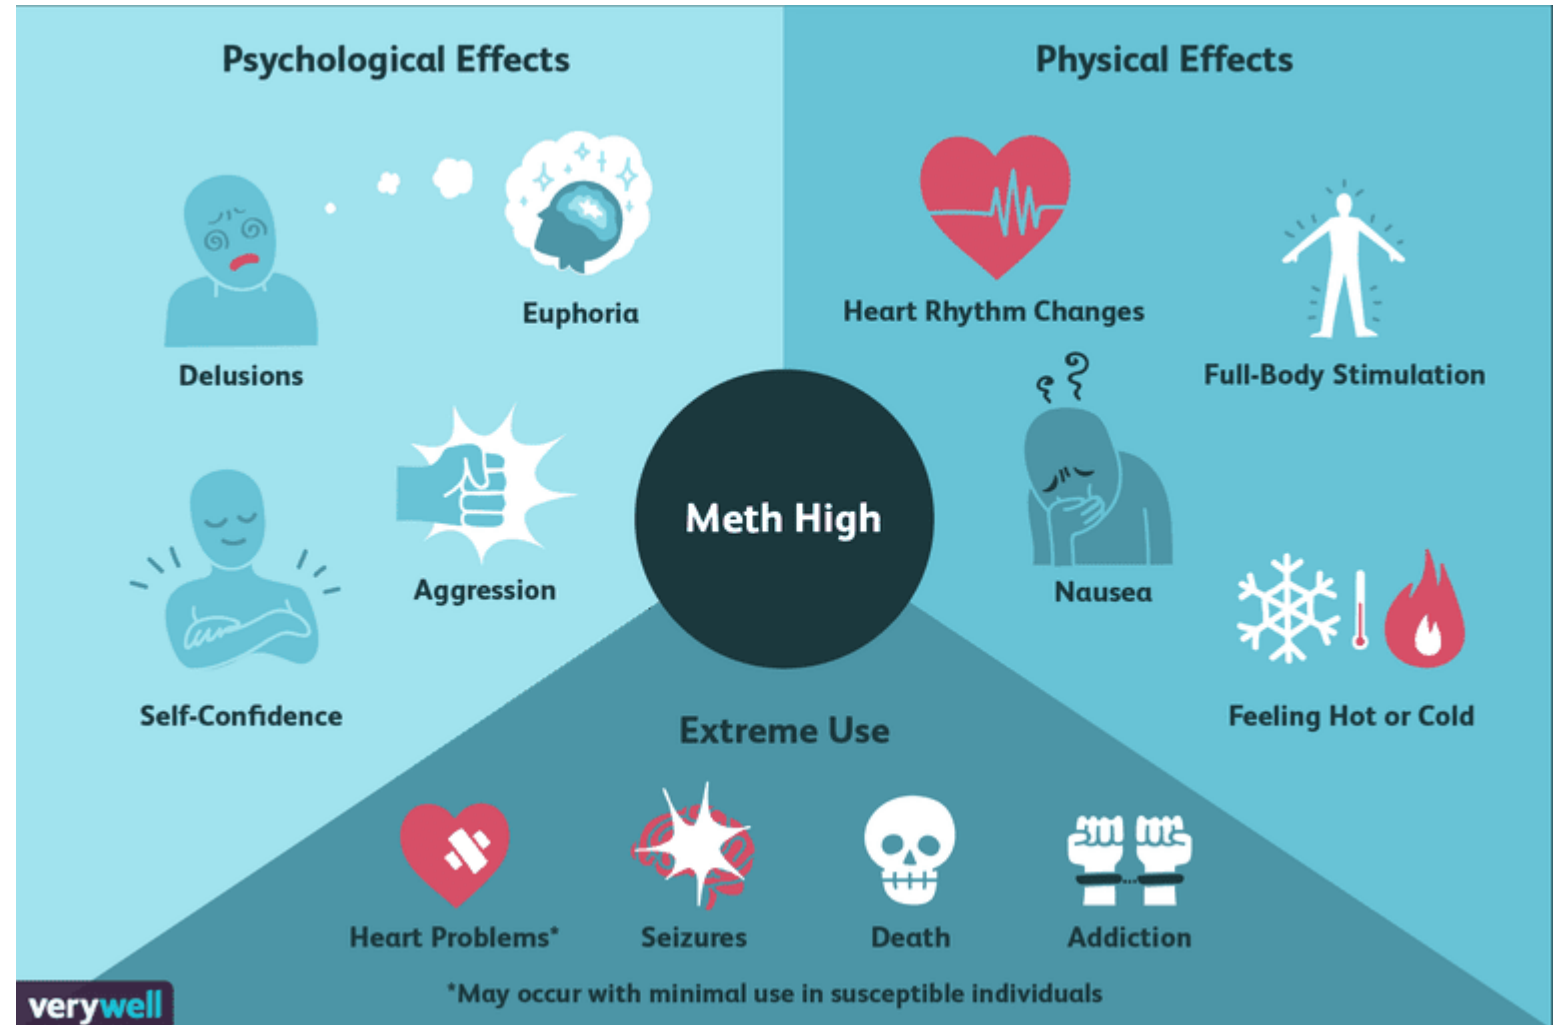 Psychological Effects
Delusions
Euphoria
Self-Confidence
Aggression
Physical Effects
Heart Rhythm Changes
Full-Body Stimulation
Nausea
Feeling Hot or Cold
Meth High
Extreme Use
Heart Problems*
Seizures
Death
Addiction
*May occur with minimal use in susceptible individuals
verywell